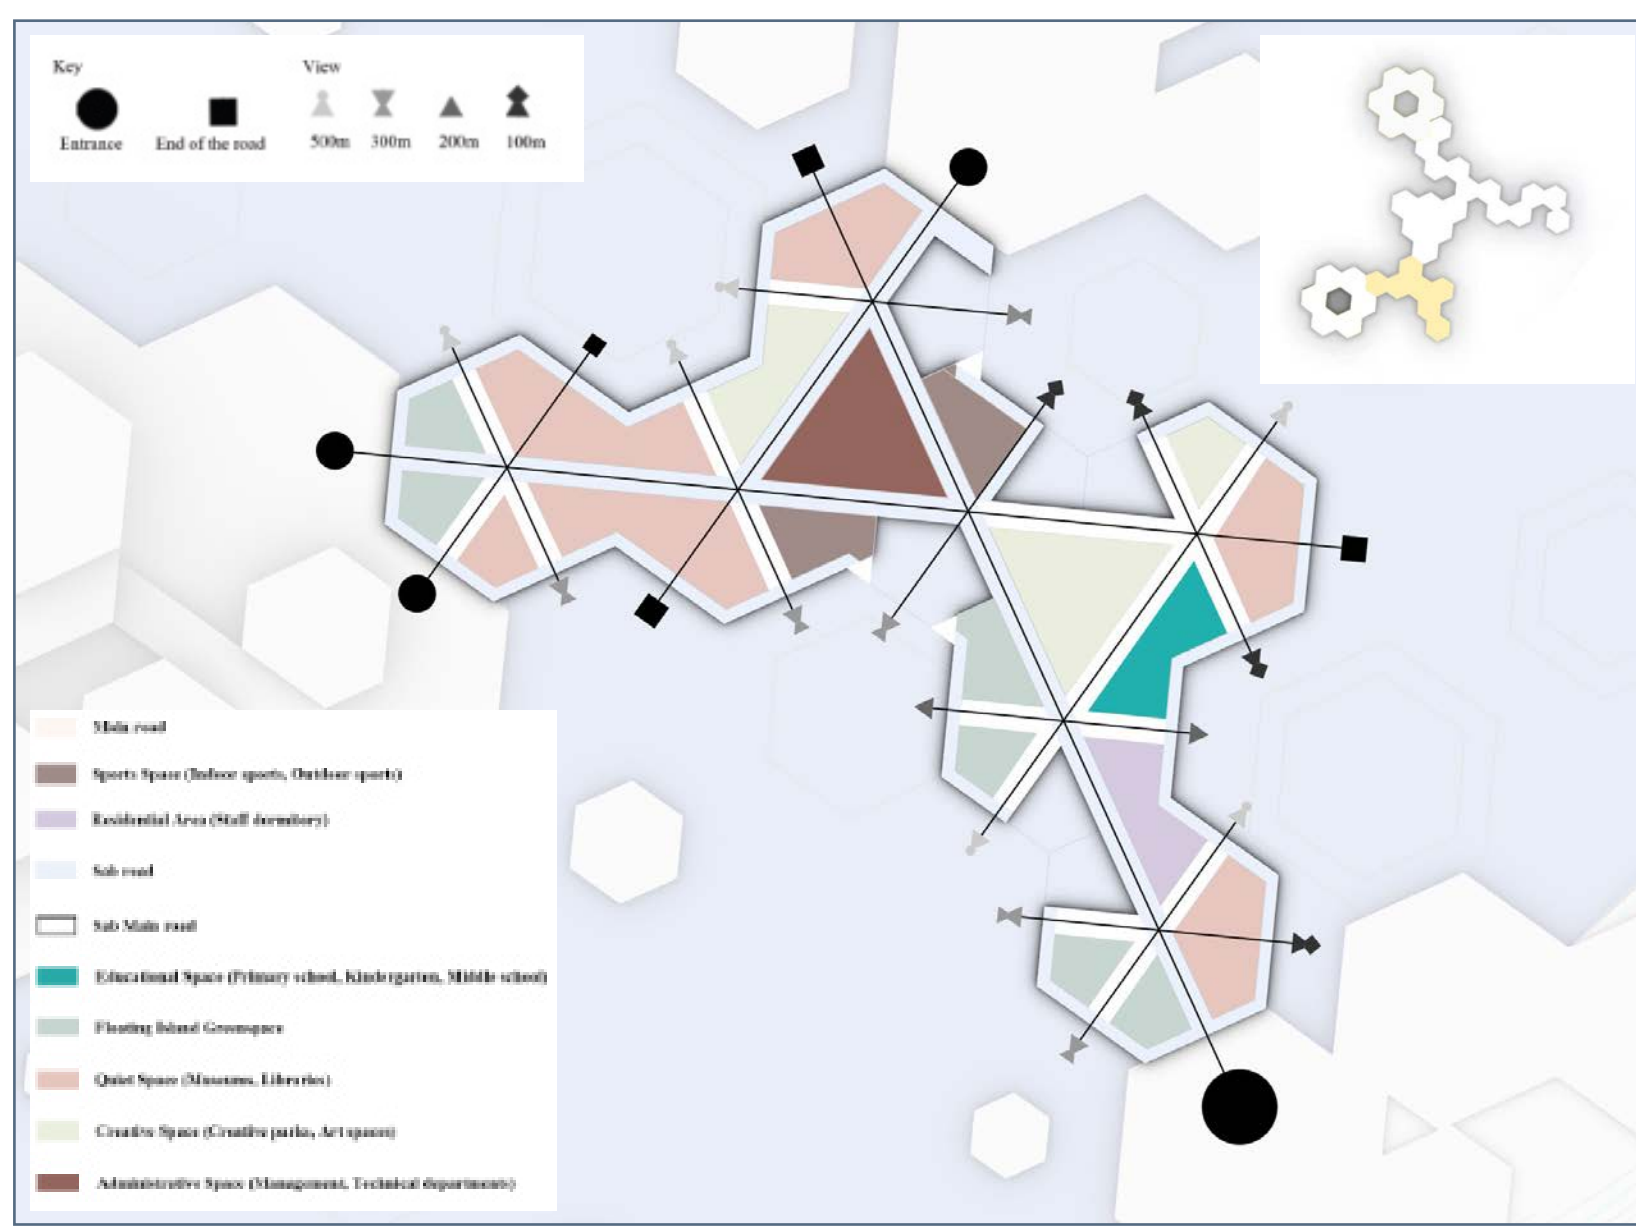 Key
View
Entrance
End of the road
500m
300m
200m
100m
Main road
Sports Space (Indoor sports, Outdoor sports)
Residential Area (Staff dormitory)
Sub road
Sub Main road
Educational Space (Primary school, Kindergarten, Middle school)
Floating Island Greenspace
Quiet Space (Museums, Libraries)
Creative Space (Creative parks, Art spaces)
Administrative Space (Management, Technical departments)